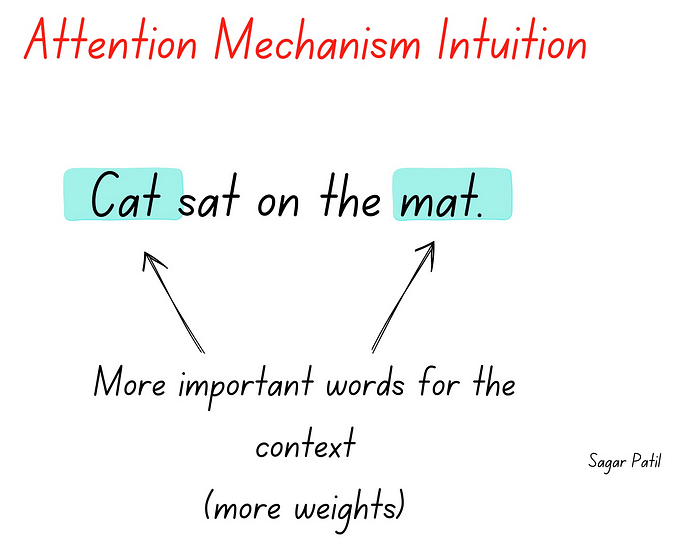 Attention Mechanism Intuition
Cat sat on the mat.
More important words for the
context
(more weights)
Sagar Patil